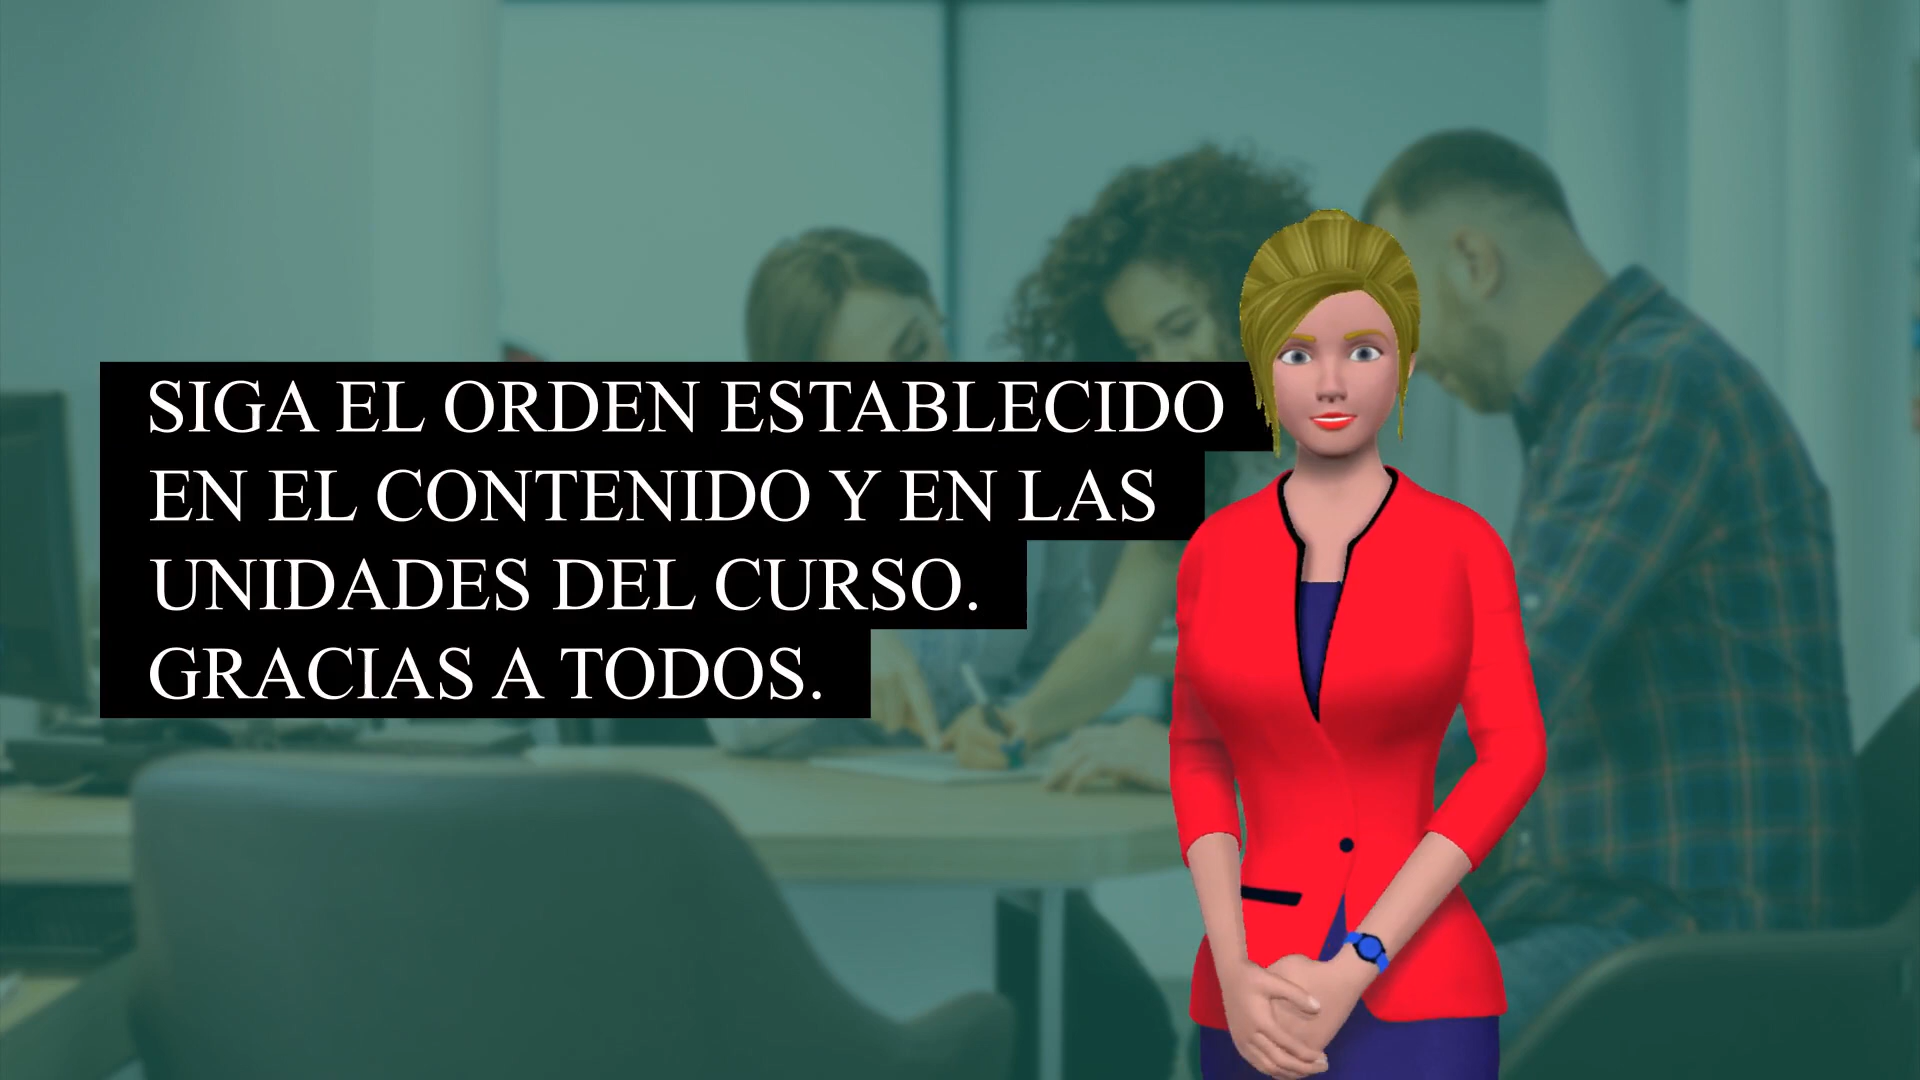 SIGA EL ORDEN ESTABLECIDO
EN EL CONTENIDO Y EN LAS
UNIDADES DEL CURSO.
GRACIAS A TODOS.